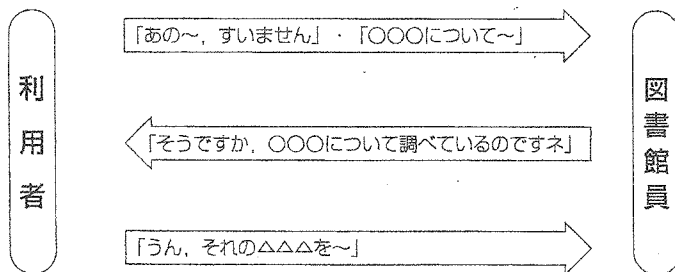 「あの～，すいません」・「〇〇〇について～」
利用者
図書館員
「そうですか，〇〇〇について調べているのですネ」
「うん，それの△△△を～」